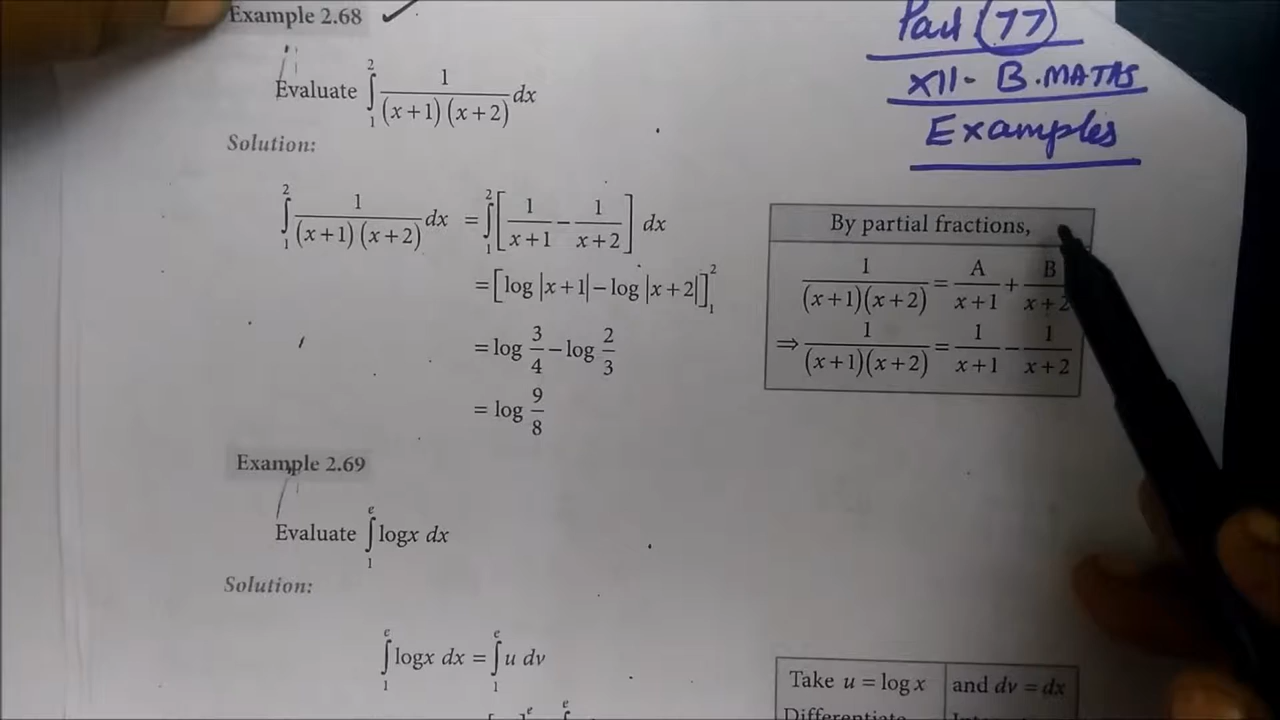 Example 2.68
Part (77)
XII - B.MATHS
Examples
Evaluate ∫₁² 1/((x+1)(x+2)) dx
Solution:
∫₁² 1/((x+1)(x+2)) dx = ∫₁² [1/(x+1) − 1/(x+2)] dx
= [log |x+1| − log |x+2|]₁²
= log 3/4 − log 2/3
= log 9/8
By partial fractions,
1/((x+1)(x+2)) = A/(x+1) + B/(x+2)
⇒ 1/((x+1)(x+2)) = 1/(x+1) − 1/(x+2)
Example 2.69
Evaluate ∫₁ᵉ logx dx
Solution:
∫₁ᵉ logx dx = ∫₁ᵉ u dv
Take u = log x and dv = dx
Differentiate